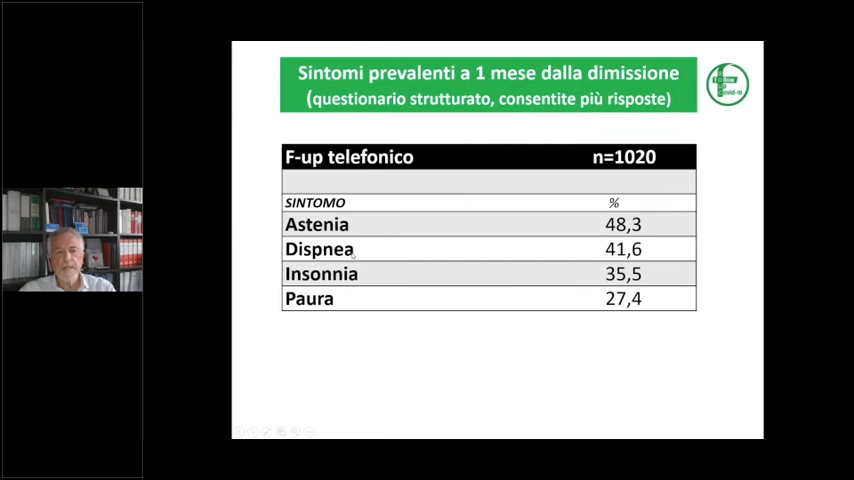 Sintomi prevalenti a 1 mese dalla dimissione
(questionario strutturato, consentite più risposte)
F-up telefonico n=1020
SINTOMO %
Astenia 48,3
Dispnea 41,6
Insonnia 35,5
Paura 27,4